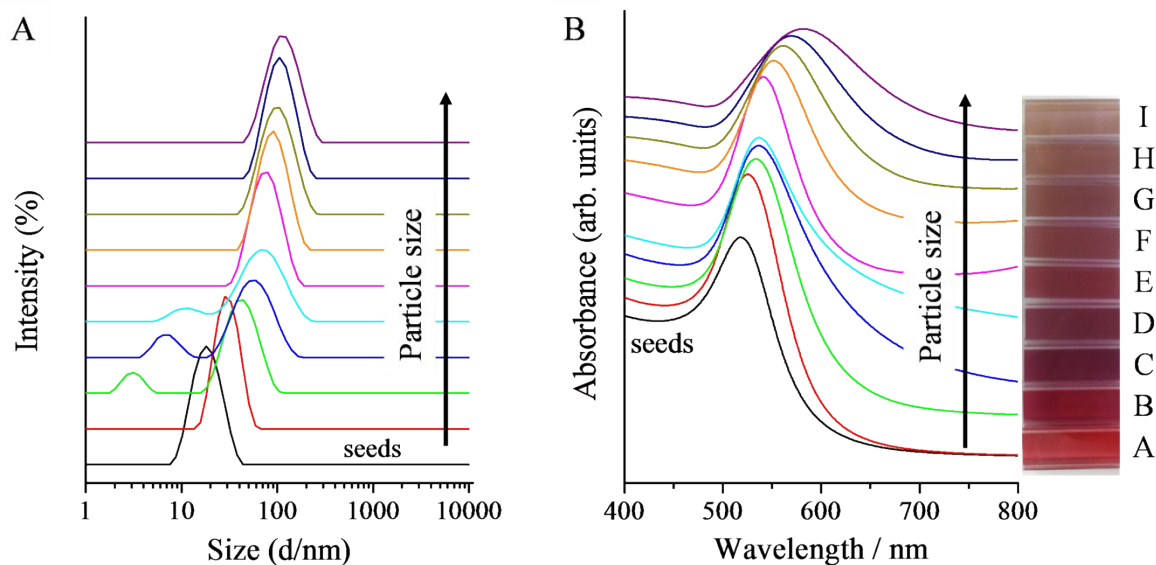 A
Intensity (%)
Particle size
seeds
1
10
100
1000
10000
Size (d/nm)
B
Absorbance (arb. units)
seeds
Particle size
400
500
600
700
800
Wavelength / nm
I
H
G
F
E
D
C
B
A